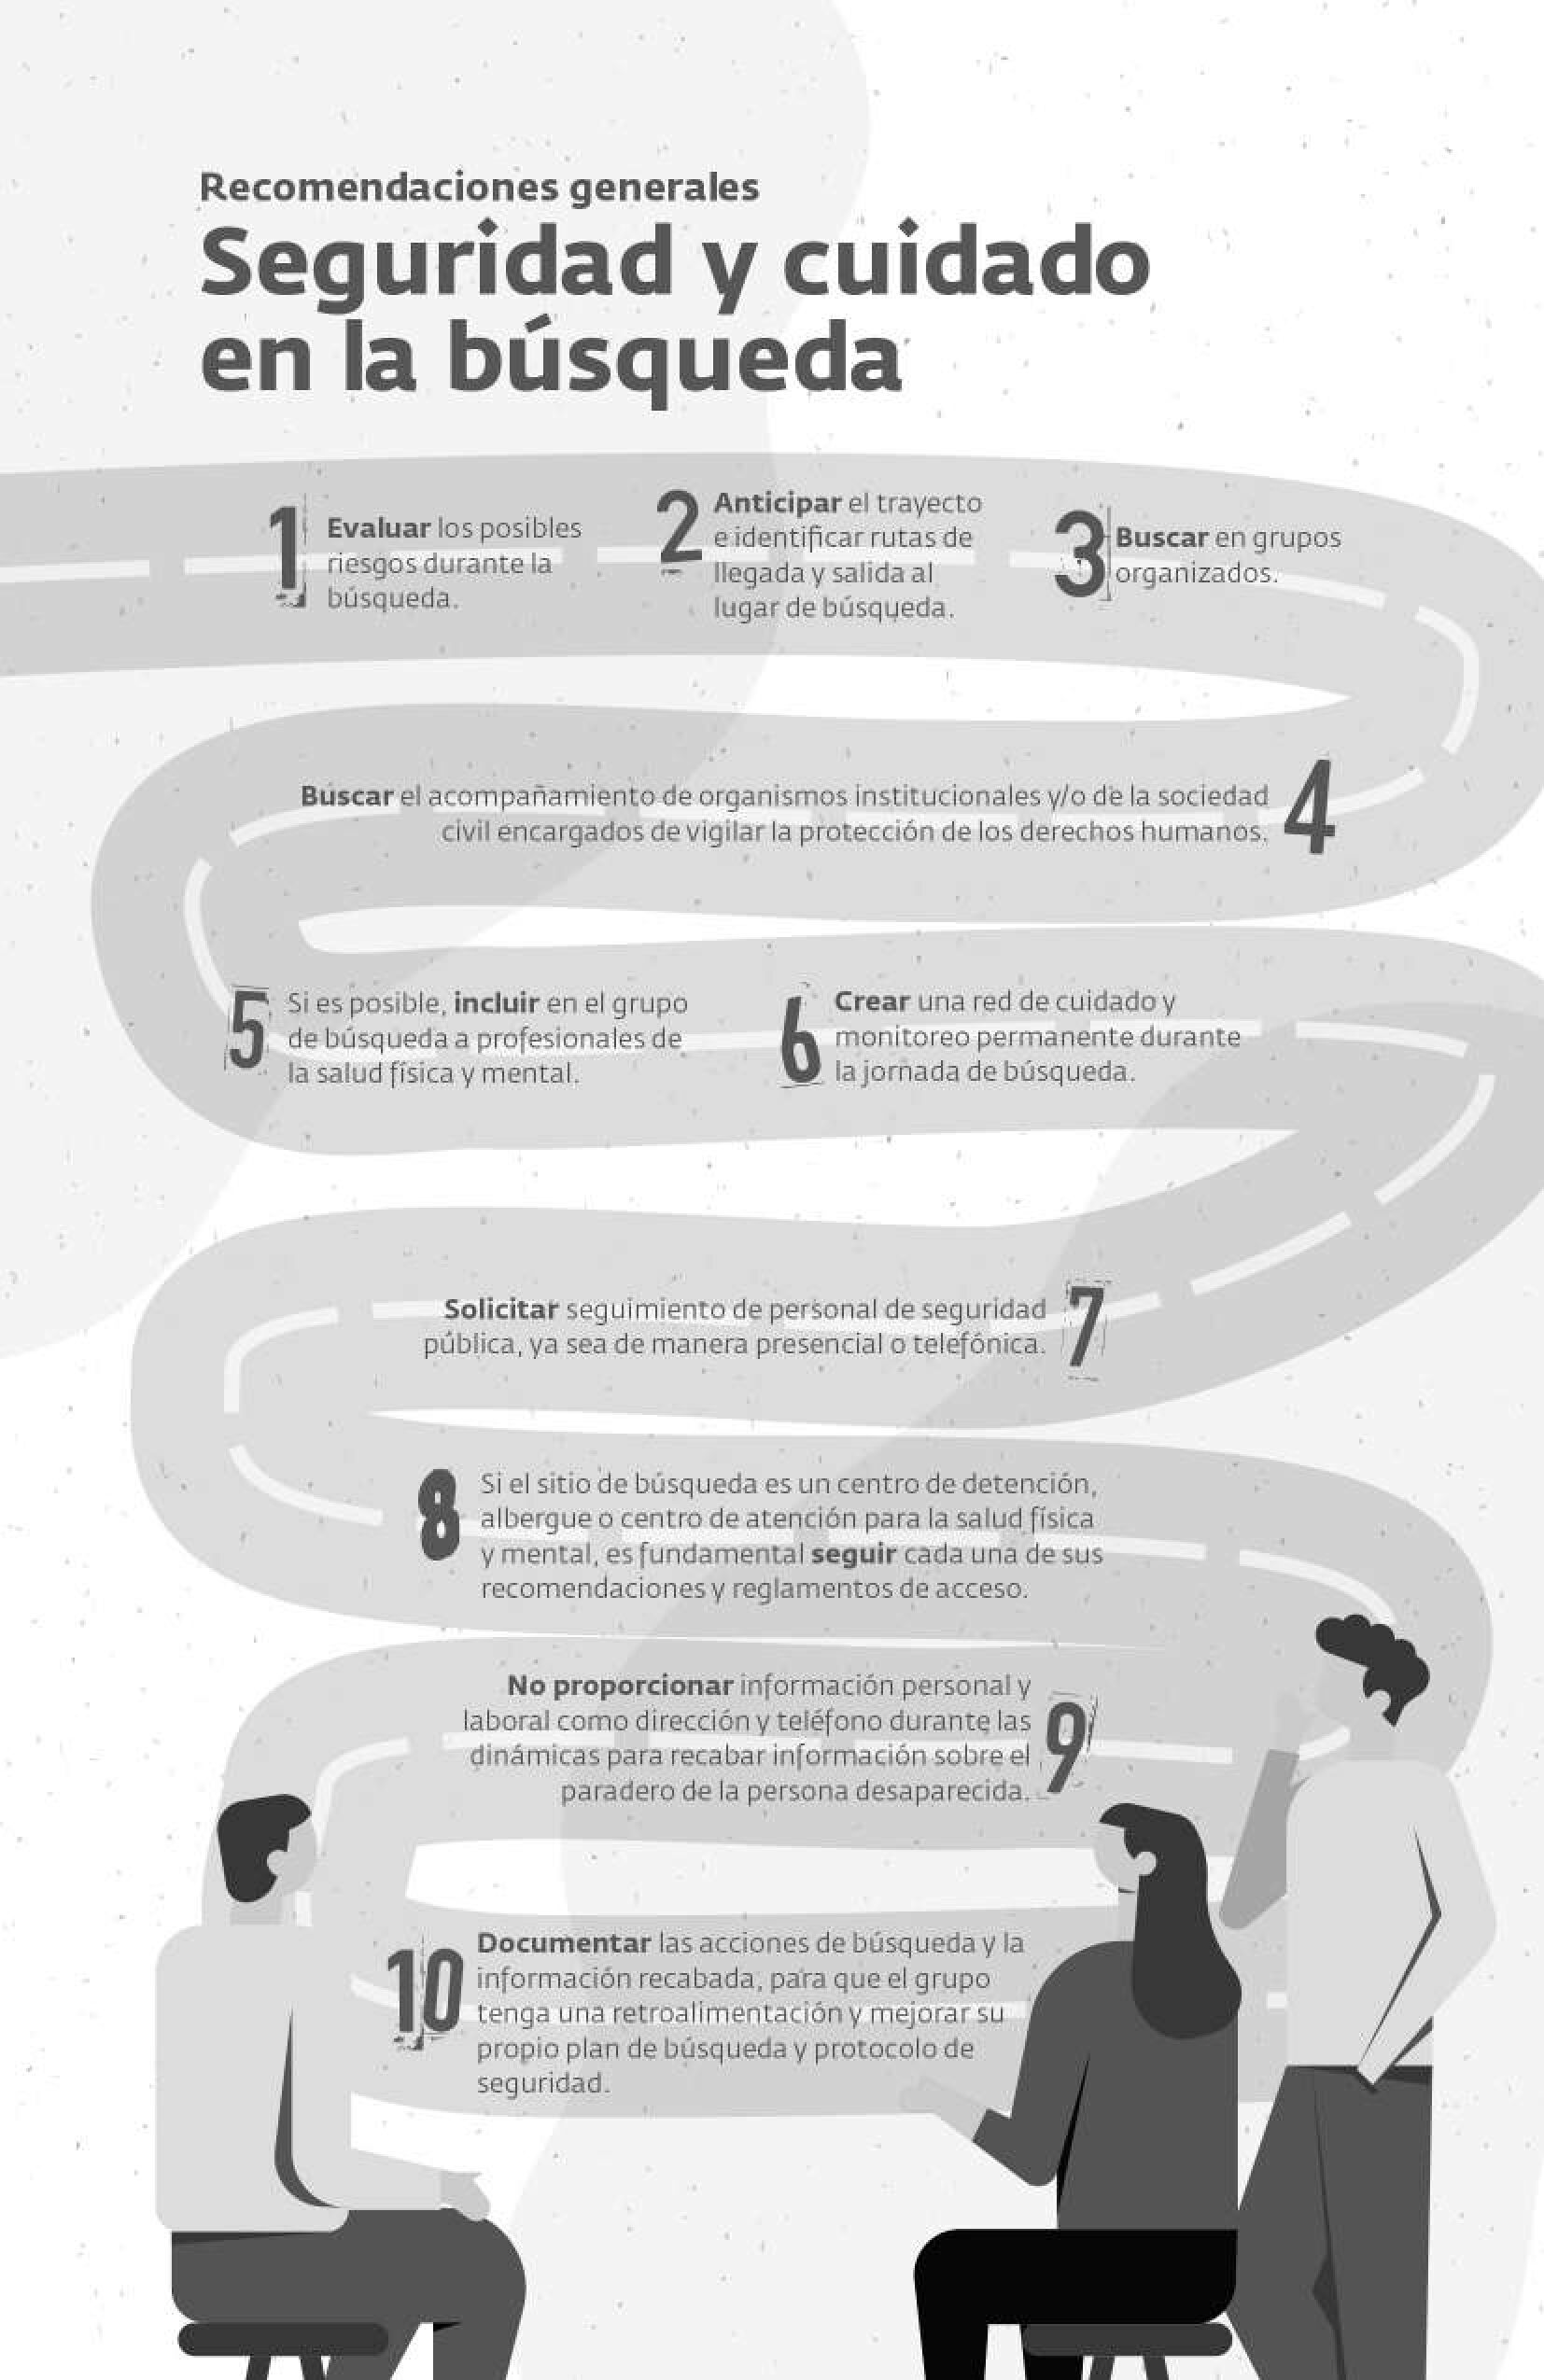 Recomendaciones generales
Seguridad y cuidado
en la búsqueda
1
Evaluar los posibles
riesgos durante la
búsqueda.
2
Anticipar el trayecto
e identificar rutas de
llegada y salida al
lugar de búsqueda.
3
Buscar en grupos
organizados.
4
Buscar el acompañamiento de organismos institucionales y/o de la sociedad
civil encargados de vigilar la protección de los derechos humanos.
5
Si es posible, incluir en el grupo
de búsqueda a profesionales de
la salud física y mental.
6
Crear una red de cuidado y
monitoreo permanente durante
la jornada de búsqueda.
7
Solicitar seguimiento de personal de seguridad
pública, ya sea de manera presencial o telefónica.
8
Si el sitio de búsqueda es un centro de detención,
albergue o centro de atención para la salud física
y mental, es fundamental seguir cada una de sus
recomendaciones y reglamentos de acceso.
9
No proporcionar información personal y
laboral como dirección y teléfono durante las
dinámicas para recabar información sobre el
paradero de la persona desaparecida.
10
Documentar las acciones de búsqueda y la
información recabada, para que el grupo
tenga una retroalimentación y mejorar su
propio plan de búsqueda y protocolo de
seguridad.